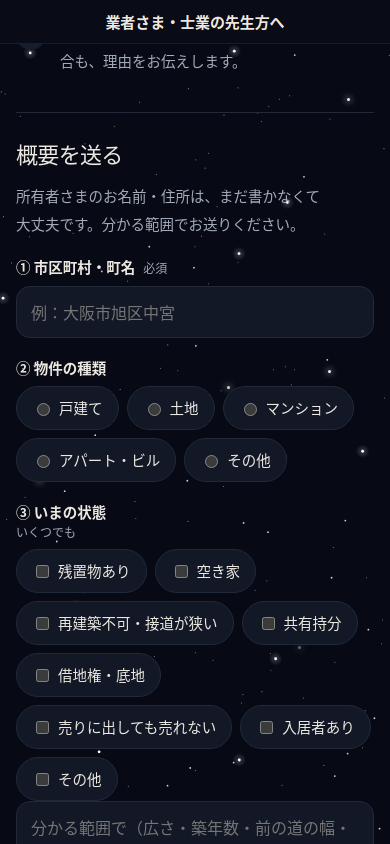 業者さま・士業の先生方へ
合も、理由をお伝えします。
概要を送る
所有者さまのお名前・住所は、まだ書かなくて
大丈夫です。分かる範囲でお送りください。
① 市区町村・町名 必須
例：大阪市旭区中宮
② 物件の種類
戸建て 土地 マンション
アパート・ビル その他
③ いまの状態
いくつでも
残置物あり 空き家
再建築不可・接道が狭い 共有持分
借地権・底地
売りに出しても売れない 入居者あり
その他
分かる範囲で（広さ・築年数・前の道の幅・